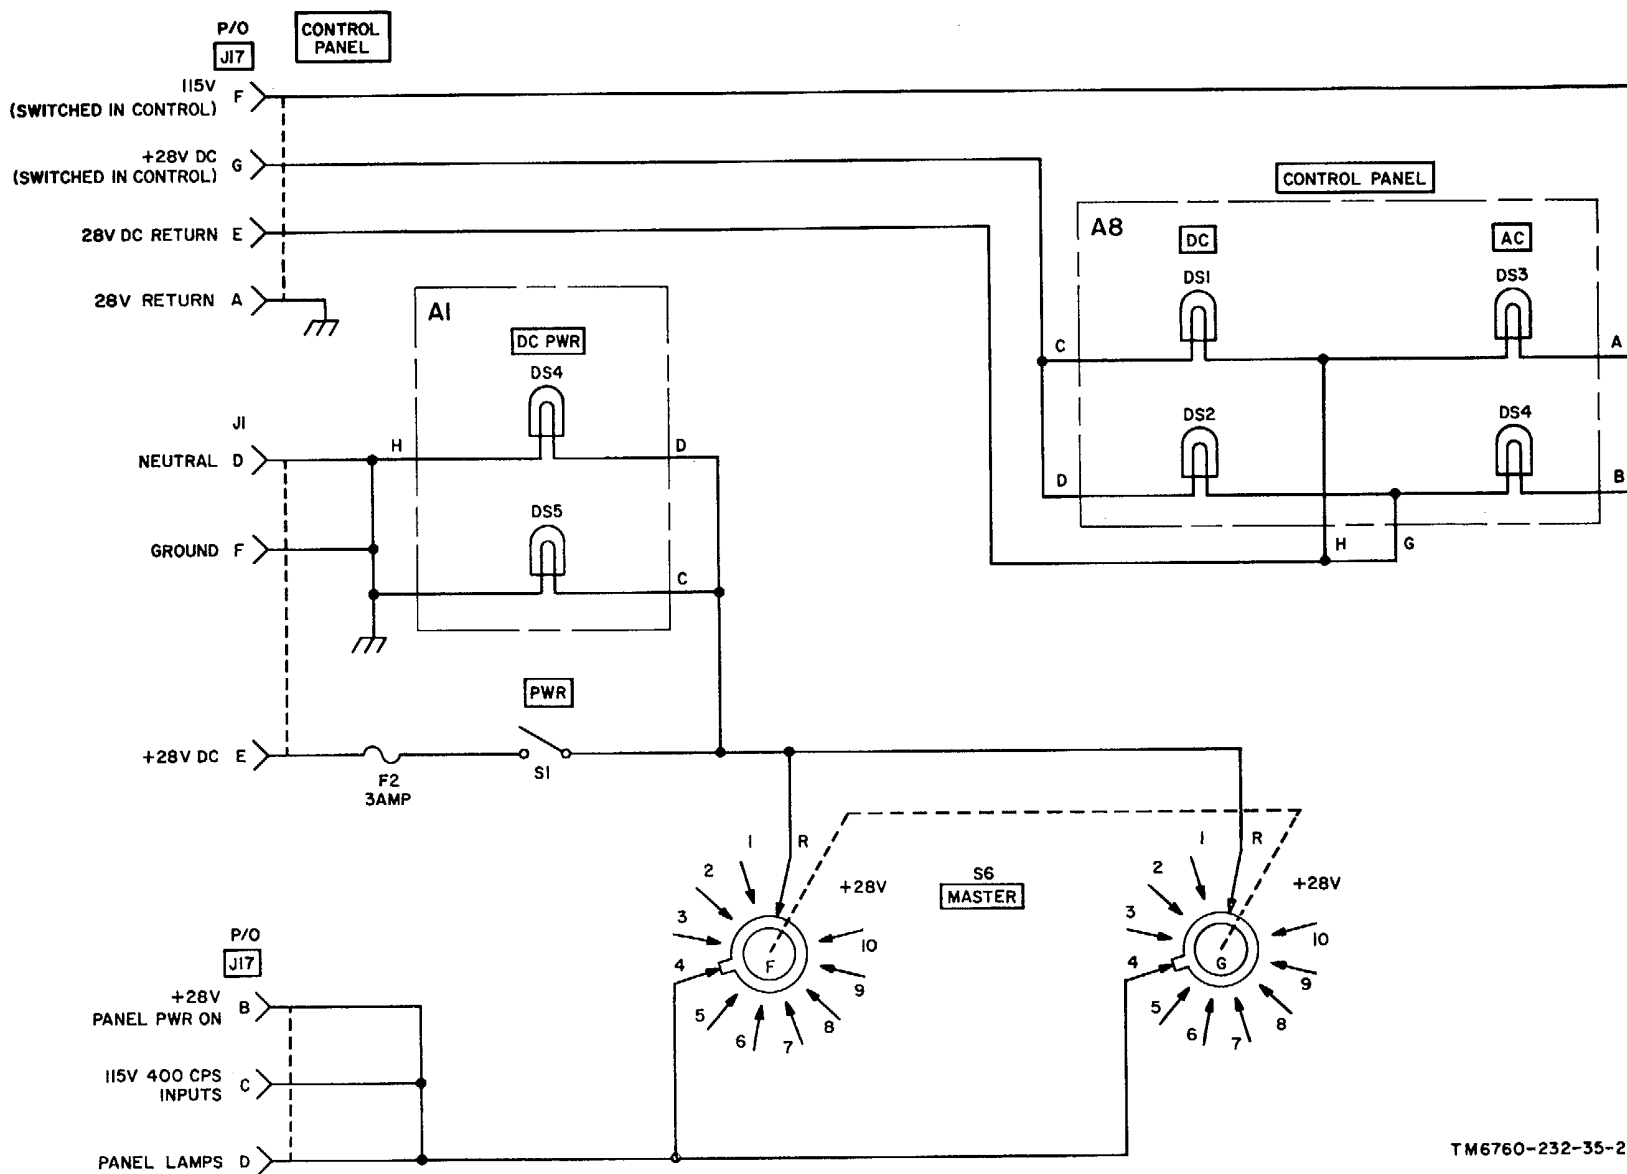 P/O
J17
CONTROL
PANEL
115V
(SWITCHED IN CONTROL) F
+28V DC
(SWITCHED IN CONTROL) G
28V DC RETURN E
28V RETURN A
CONTROL PANEL
A8
DC
AC
DS1
DS3
C
A
DS2
DS4
D
B
H
G
A1
DC PWR
DS4
H
D
DS5
C
J1
NEUTRAL D
GROUND F
PWR
+28V DC E
F2
3AMP
S1
1
R
2
+28V
3
10
4
F
9
5
8
6
7
S6
MASTER
1
R
2
+28V
3
10
4
G
9
5
8
6
7
P/O
J17
+28V
PANEL PWR ON B
115V 400 CPS
INPUTS C
PANEL LAMPS D
TM6760-232-35-2